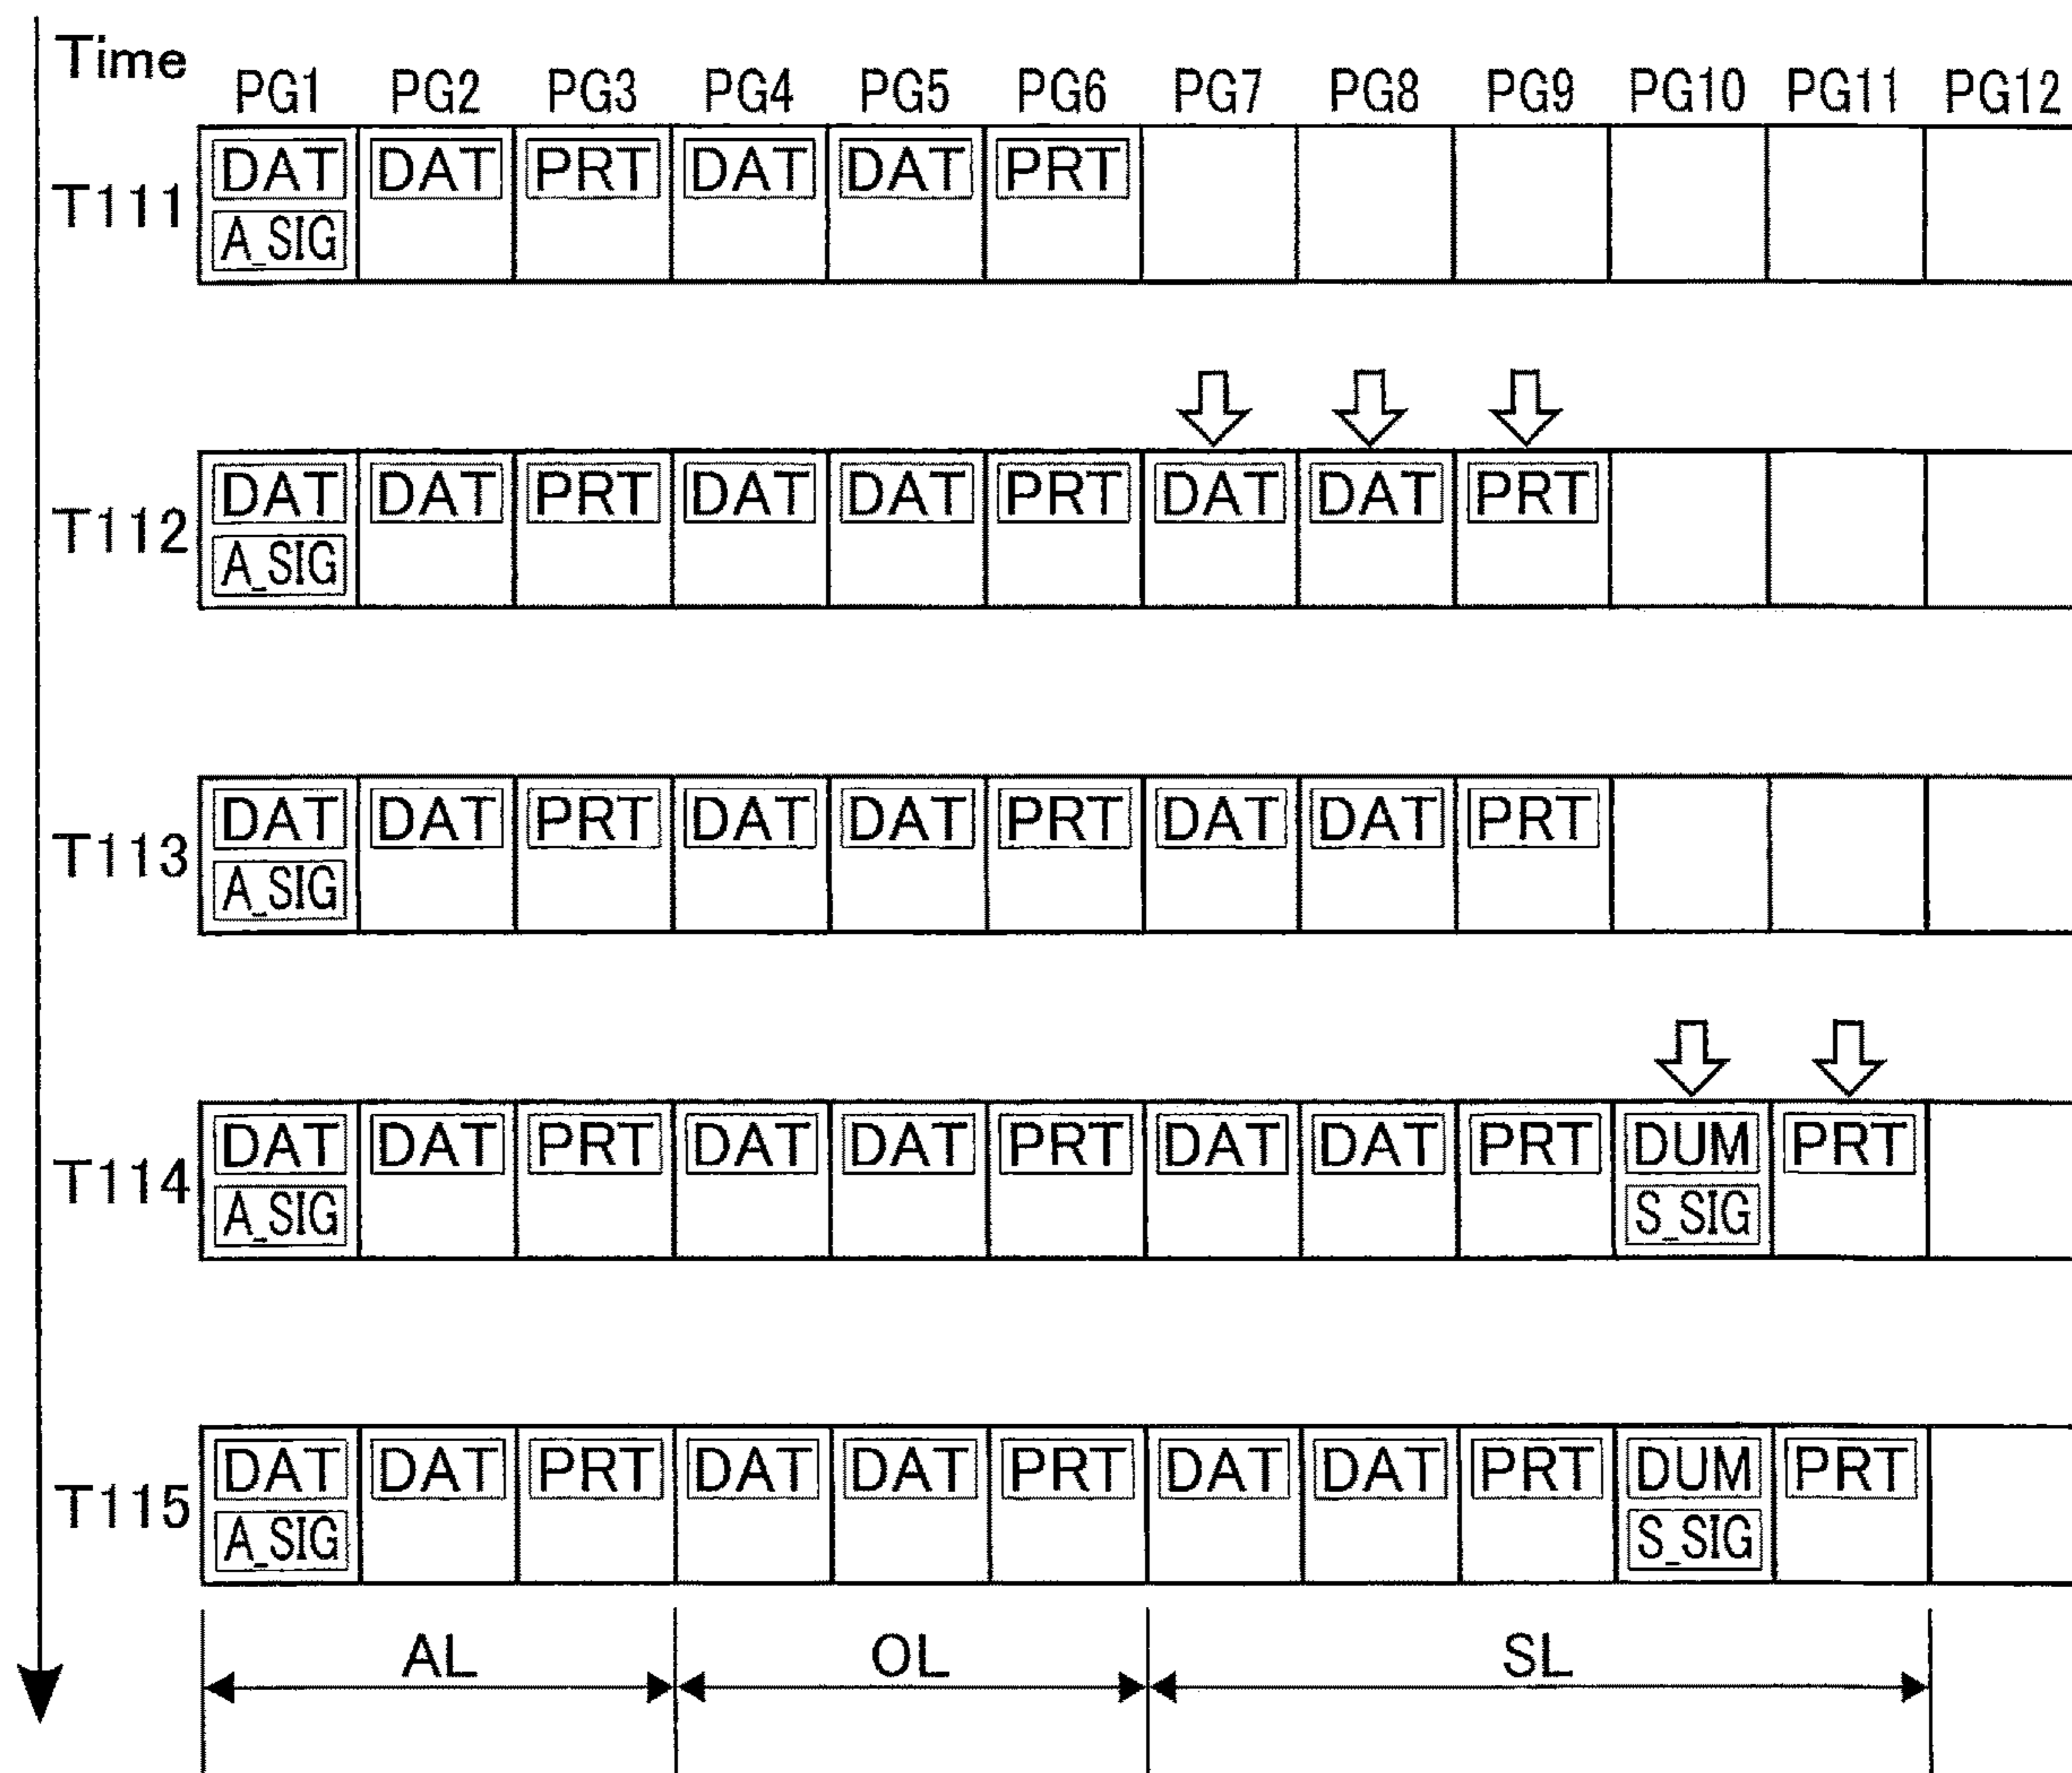 Time
PG1 PG2 PG3 PG4 PG5 PG6 PG7 PG8 PG9 PG10 PG11 PG12
T111 DAT DAT PRT DAT DAT PRT
A_SIG
T112 DAT DAT PRT DAT DAT PRT DAT DAT PRT
A_SIG
T113 DAT DAT PRT DAT DAT PRT DAT DAT PRT
A_SIG
T114 DAT DAT PRT DAT DAT PRT DAT DAT PRT DUM PRT
A_SIG S_SIG
T115 DAT DAT PRT DAT DAT PRT DAT DAT PRT DUM PRT
A_SIG S_SIG
AL OL SL